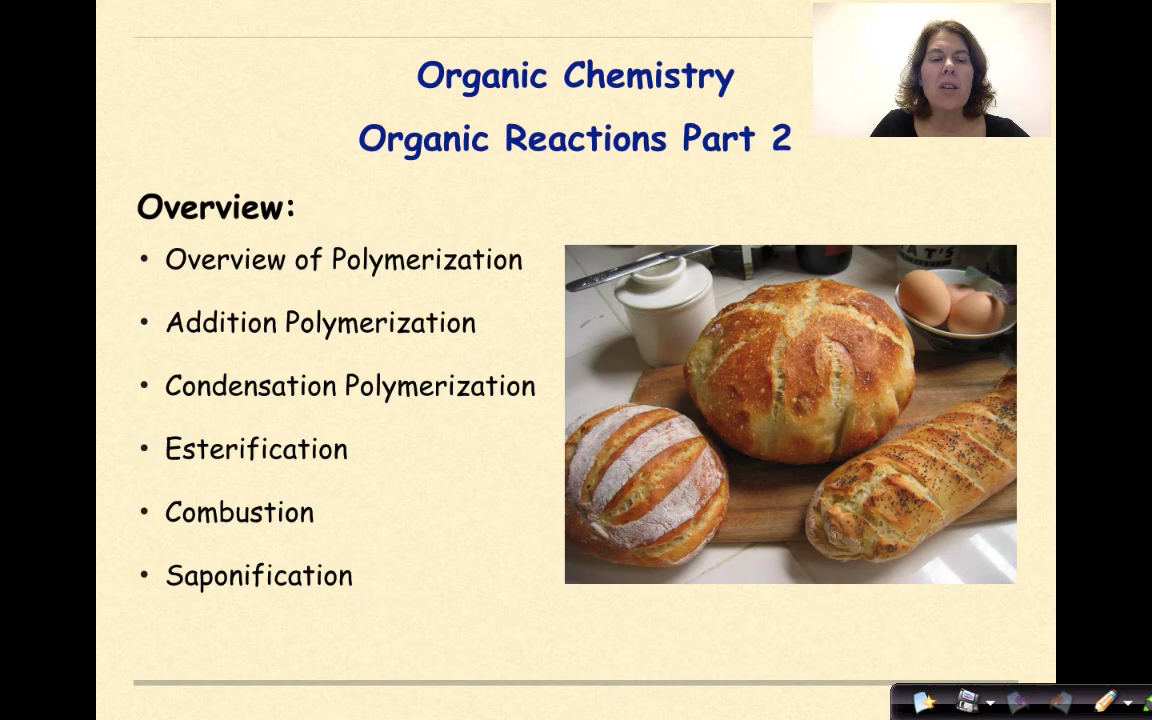 Organic Chemistry
Organic Reactions Part 2
Overview:
• Overview of Polymerization
• Addition Polymerization
• Condensation Polymerization
• Esterification
• Combustion
• Saponification